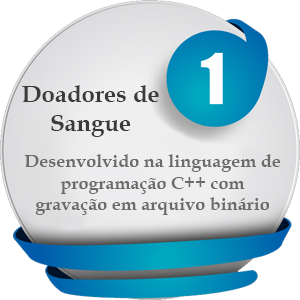 1
Doadores de
Sangue
Desenvolvido na linguagem de
programação C++ com
gravação em arquivo binário